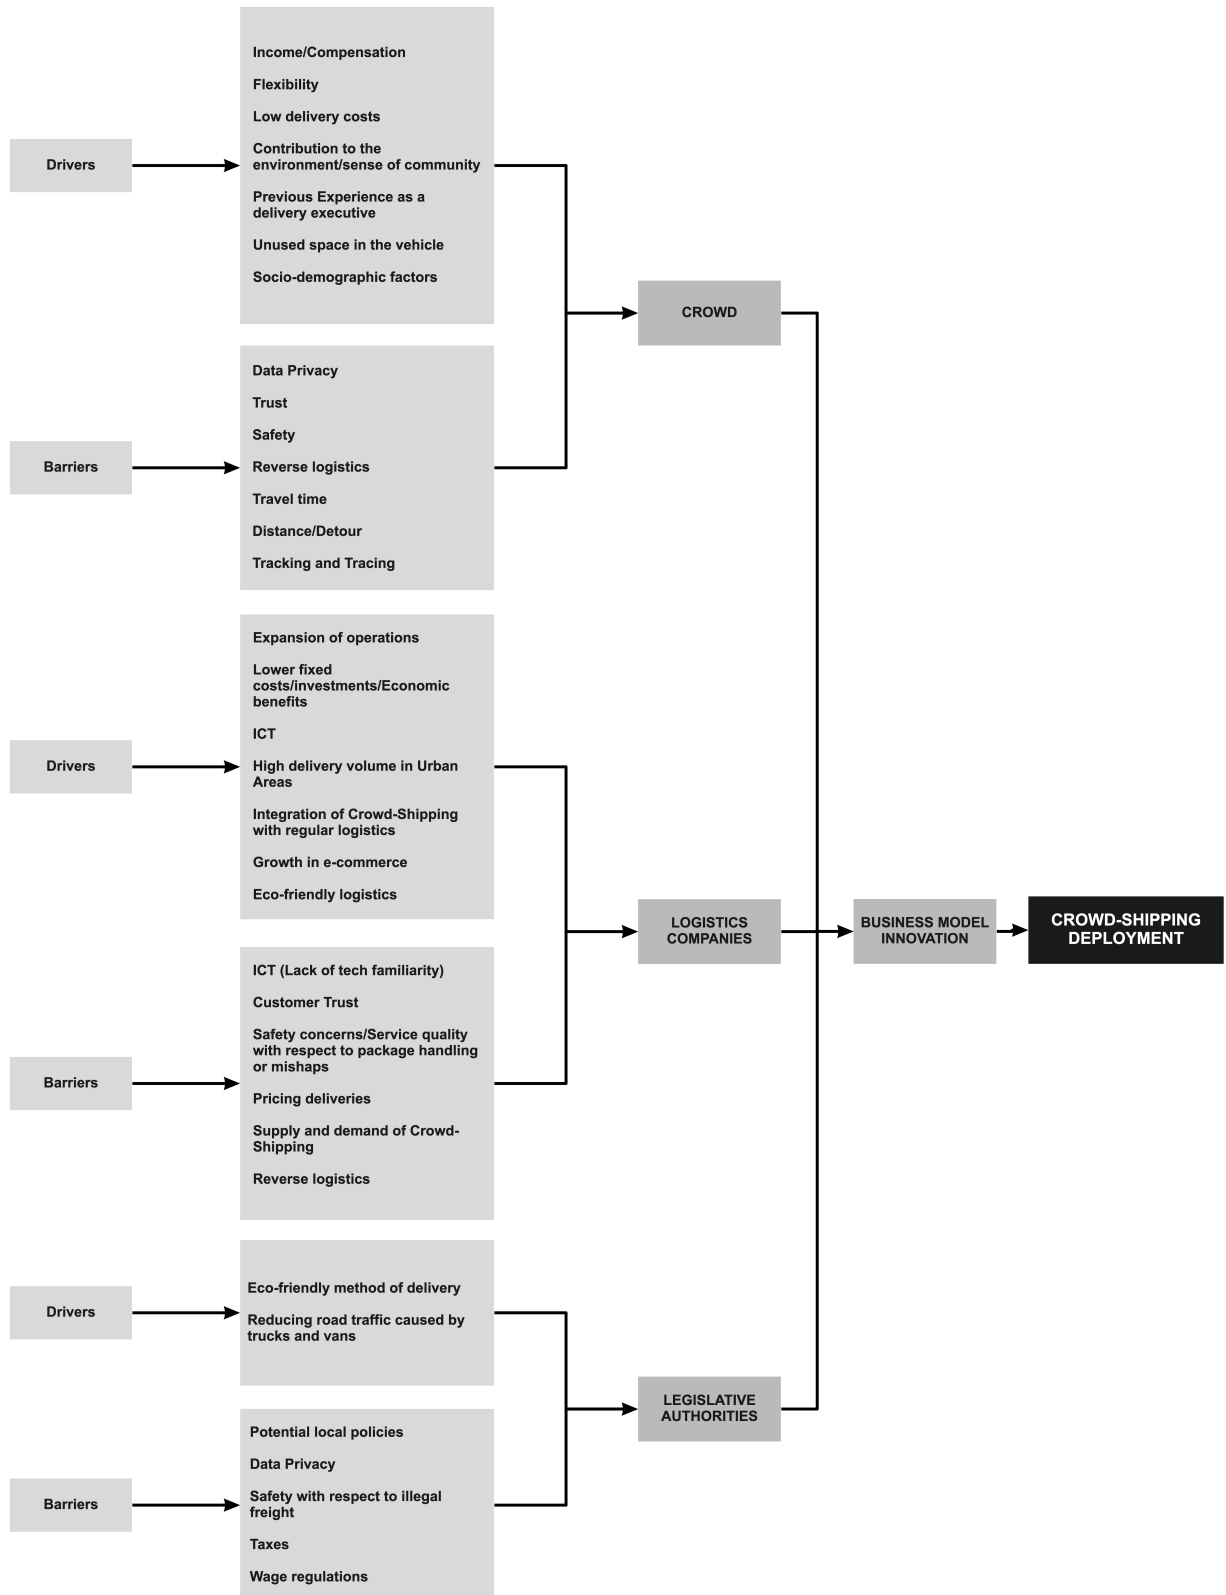 Drivers
Income/Compensation
Flexibility
Low delivery costs
Contribution to the
environment/sense of community
Previous Experience as a
delivery executive
Unused space in the vehicle
Socio-demographic factors
Barriers
Data Privacy
Trust
Safety
Reverse logistics
Travel time
Distance/Detour
Tracking and Tracing
CROWD
Drivers
Expansion of operations
Lower fixed
costs/investments/Economic
benefits
ICT
High delivery volume in Urban
Areas
Integration of Crowd-Shipping
with regular logistics
Growth in e-commerce
Eco-friendly logistics
Barriers
ICT (Lack of tech familiarity)
Customer Trust
Safety concerns/Service quality
with respect to package handling
or mishaps
Pricing deliveries
Supply and demand of Crowd-
Shipping
Reverse logistics
LOGISTICS
COMPANIES
Drivers
Eco-friendly method of delivery
Reducing road traffic caused by
trucks and vans
Barriers
Potential local policies
Data Privacy
Safety with respect to illegal
freight
Taxes
Wage regulations
LEGISLATIVE
AUTHORITIES
BUSINESS MODEL
INNOVATION
CROWD-SHIPPING
DEPLOYMENT